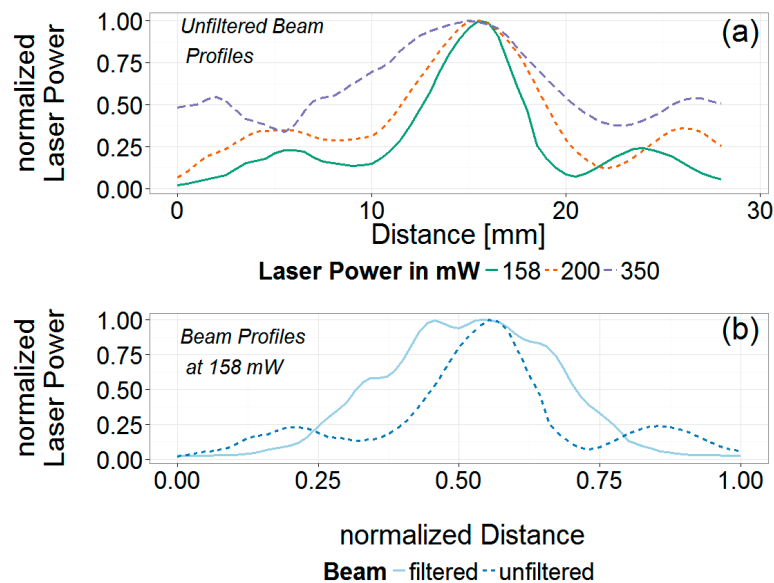 Unfiltered Beam
Profiles
(a)
normalized
Laser Power
1.00
0.75
0.50
0.25
0.00
0 10 20 30
Distance [mm]
Laser Power in mW 158 200 350
Beam Profiles
at 158 mW
(b)
normalized
Laser Power
1.00
0.75
0.50
0.25
0.00
0.00 0.25 0.50 0.75 1.00
normalized Distance
Beam filtered unfiltered